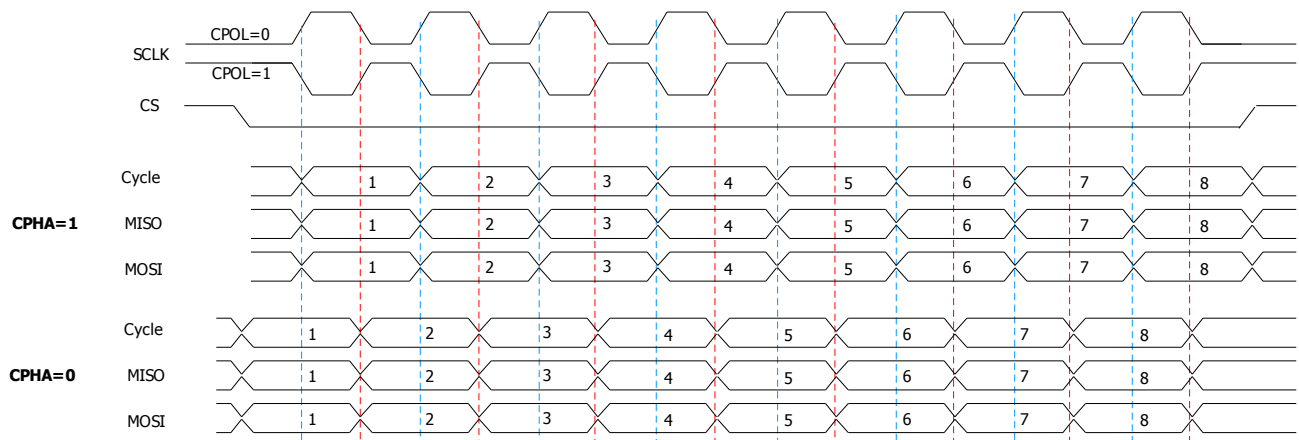 CPOL=0
SCLK
CPOL=1
CS
Cycle 1 2 3 4 5 6 7 8
CPHA=1 MISO 1 2 3 4 5 6 7 8
MOSI 1 2 3 4 5 6 7 8
Cycle 1 2 3 4 5 6 7 8
CPHA=0 MISO 1 2 3 4 5 6 7 8
MOSI 1 2 3 4 5 6 7 8